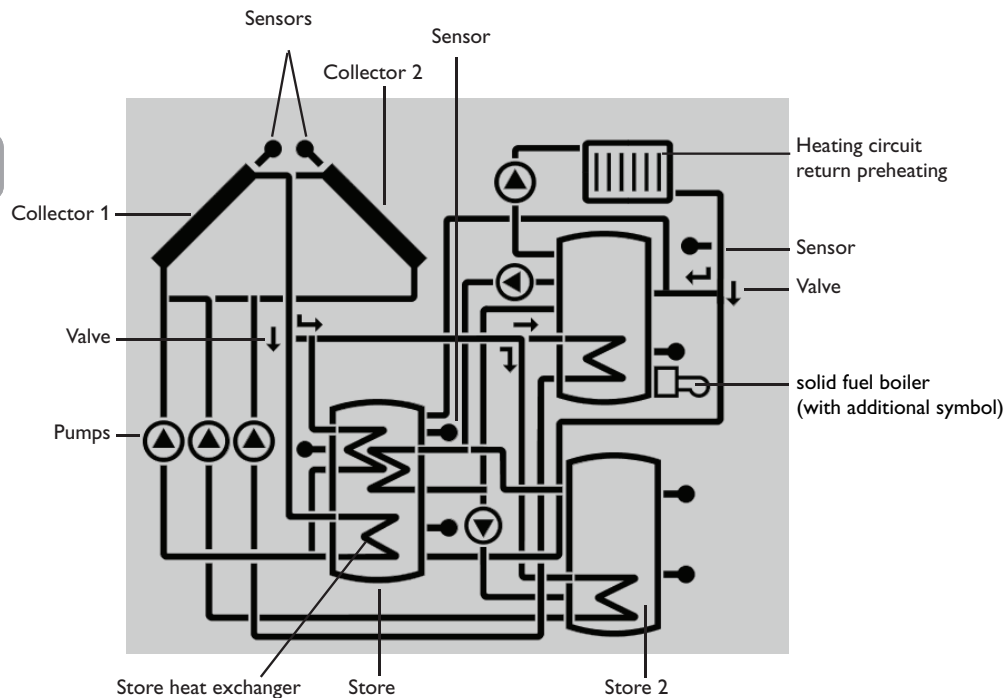 Sensors
Sensor
Collector 2
Heating circuit
return preheating
Collector 1
Sensor
Valve
Valve
solid fuel boiler
(with additional symbol)
Pumps
Store heat exchanger
Store
Store 2